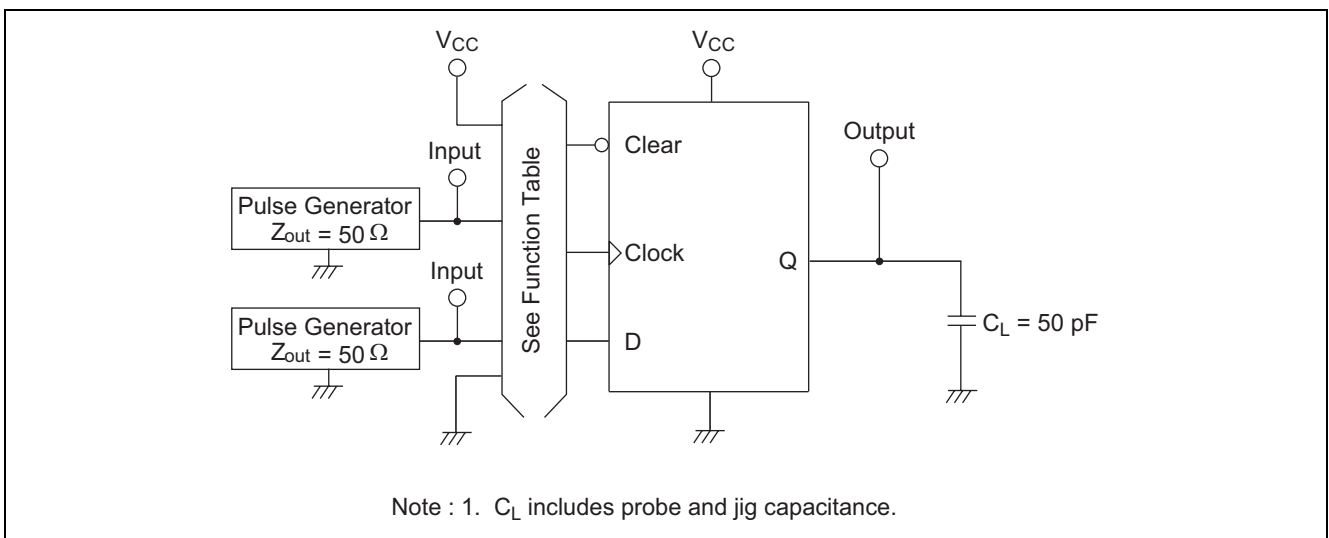 VCC
VCC
Output
Input
Clear
Pulse Generator
Zout = 50 Ω
See Function Table
Clock
Q
Input
Pulse Generator
Zout = 50 Ω
D
CL = 50 pF
Note : 1. CL includes probe and jig capacitance.